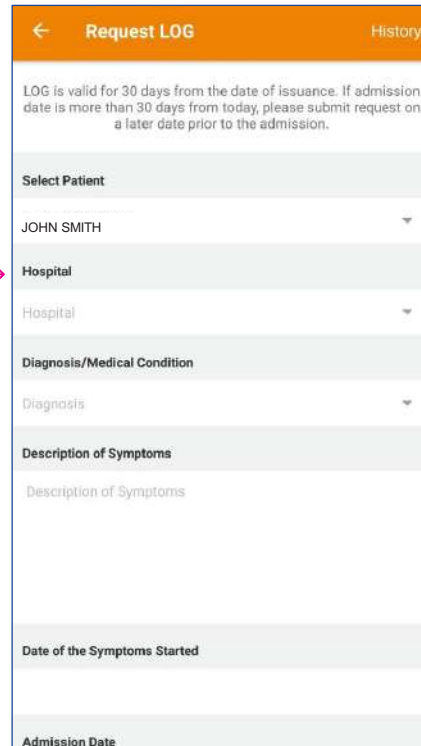 Request LOG
History
LOG is valid for 30 days from the date of issuance. If admission
date is more than 30 days from today, please submit request on
a later date prior to the admission.
Select Patient
JOHN SMITH
Hospital
Hospital
Diagnosis/Medical Condition
Diagnosis
Description of Symptoms
Description of Symptoms
Date of the Symptoms Started
Admission Date